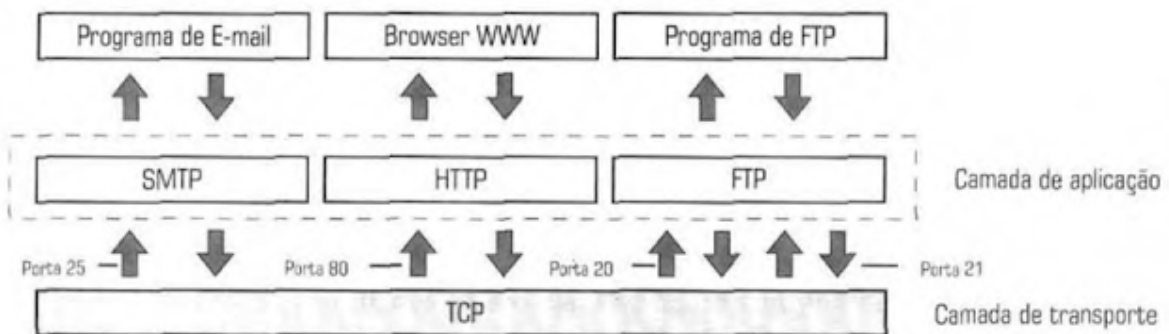 Programa de E-mail Browser WWW Programa de FTP
SMTP HTTP FTP Camada de aplicação
Porta 25 Porta 80 Porta 20 Porta 21
TCP Camada de transporte